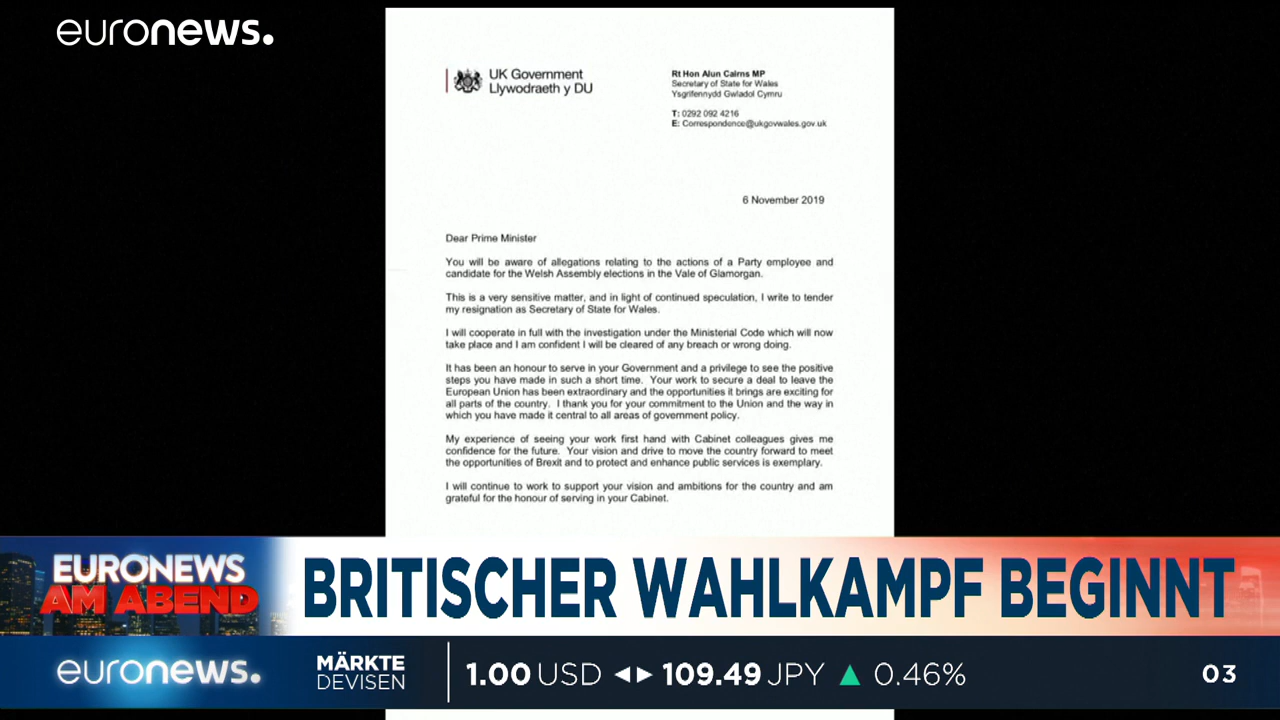 euronews.
UK Government
Llywodraeth y DU
Rt Hon Alun Cairns MP
Secretary of State for Wales
Ysgrifennydd Gwladol Cymru
T: 0292 092 4216
E: Correspondence@ukgovwales.gov.uk
6 November 2019
Dear Prime Minister
You will be aware of allegations relating to the actions of a Party employee and
candidate for the Welsh Assembly elections in the Vale of Glamorgan.
This is a very sensitive matter, and in light of continued speculation, I write to tender
my resignation as Secretary of State for Wales.
I will cooperate in full with the investigation under the Ministerial Code which will now
take place and I am confident I will be cleared of any breach or wrong doing.
It has been an honour to serve in your Government and a privilege to see the positive
steps you have made in such a short time. Your work to secure a deal to leave the
European Union has been extraordinary and the opportunities it brings are exciting for
all parts of the country. I thank you for your commitment to the Union and the way in
which you have made it central to all areas of government policy.
My experience of seeing your work first hand with Cabinet colleagues gives me
confidence for the future. Your vision and drive to move the country forward to meet
the opportunities of Brexit and to protect and enhance public services is exemplary.
I will continue to work to support your vision and ambitions for the country and am
grateful for the honour of serving in your Cabinet.
EURONEWS
AM ABEND
BRITISCHER WAHLKAMPF BEGINNT
euronews.
MÄRKTE
DEVISEN
1.00 USD ◄► 109.49 JPY ▲ 0.46%
03